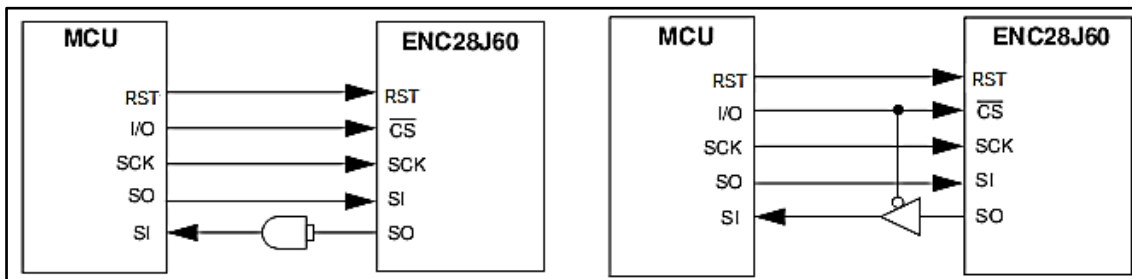 MCU
ENC28J60
RST
RST
I/O
CS
SCK
SCK
SO
SI
SI
SO
MCU
ENC28J60
RST
RST
I/O
CS
SCK
SCK
SO
SI
SI
SO